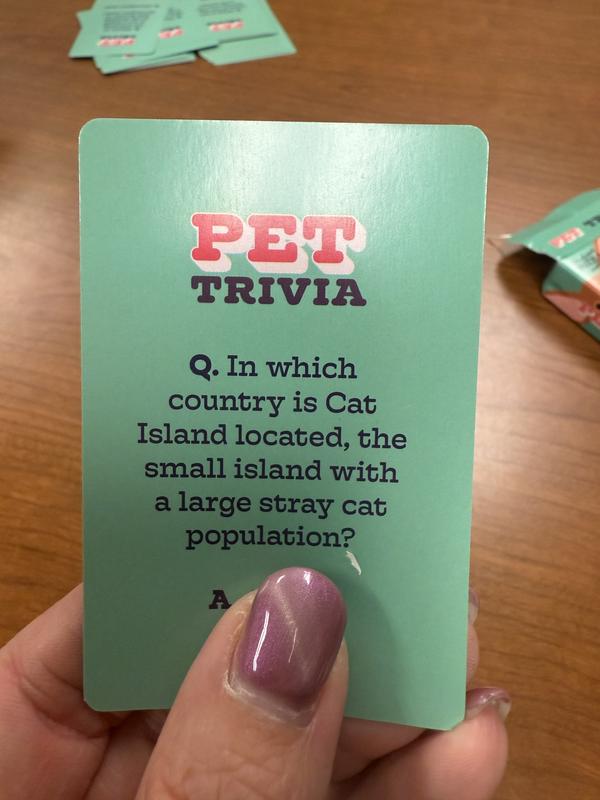 PET
TRIVIA
Q. In which
country is Cat
Island located, the
small island with
a large stray cat
population?
A